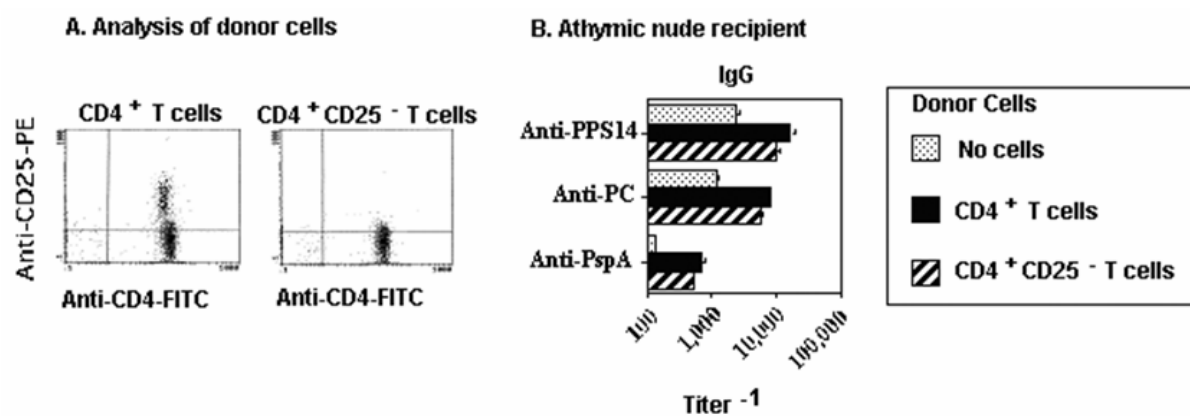 A. Analysis of donor cells
CD4 + T cells
CD4 + CD25 - T cells
Anti-CD25-PE
Anti-CD4-FITC
Anti-CD4-FITC
B. Athymic nude recipient
IgG
Anti-PPS14
Anti-PC
Anti-PspA
100
1,000
10,000
100,000
Titer -1
Donor Cells
No cells
CD4 + T cells
CD4 + CD25 - T cells